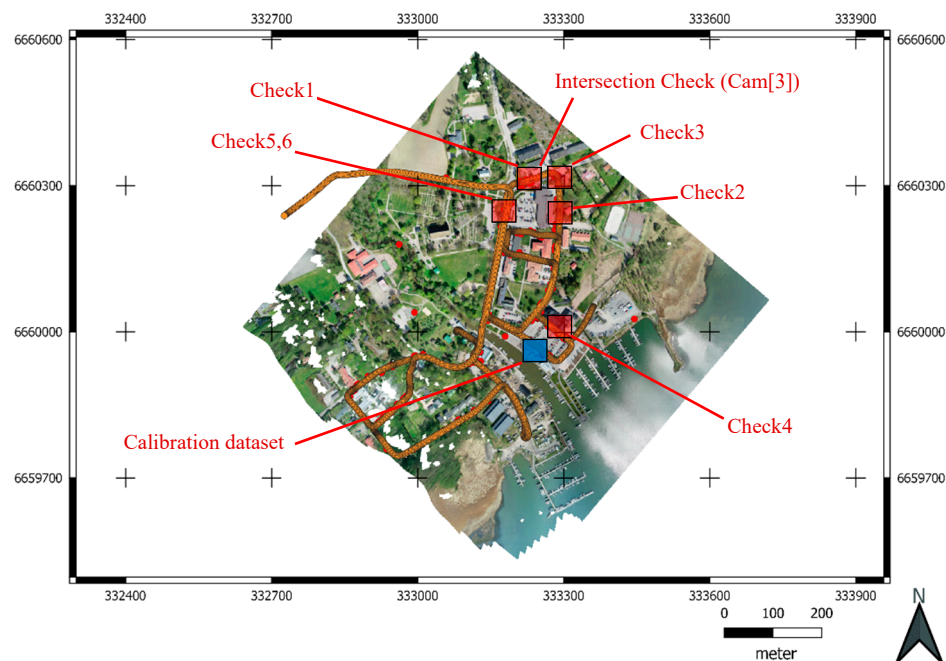 332400 332700 333000 333300 333600 333900
6660600 6660600
Intersection Check (Cam[3])
Check1
Check3
Check5,6
6660300 6660300
Check2
6660000 6660000
Check4
Calibration dataset
6659700 6659700
332400 332700 333000 333300 333600 333900
N
0 100 200
meter